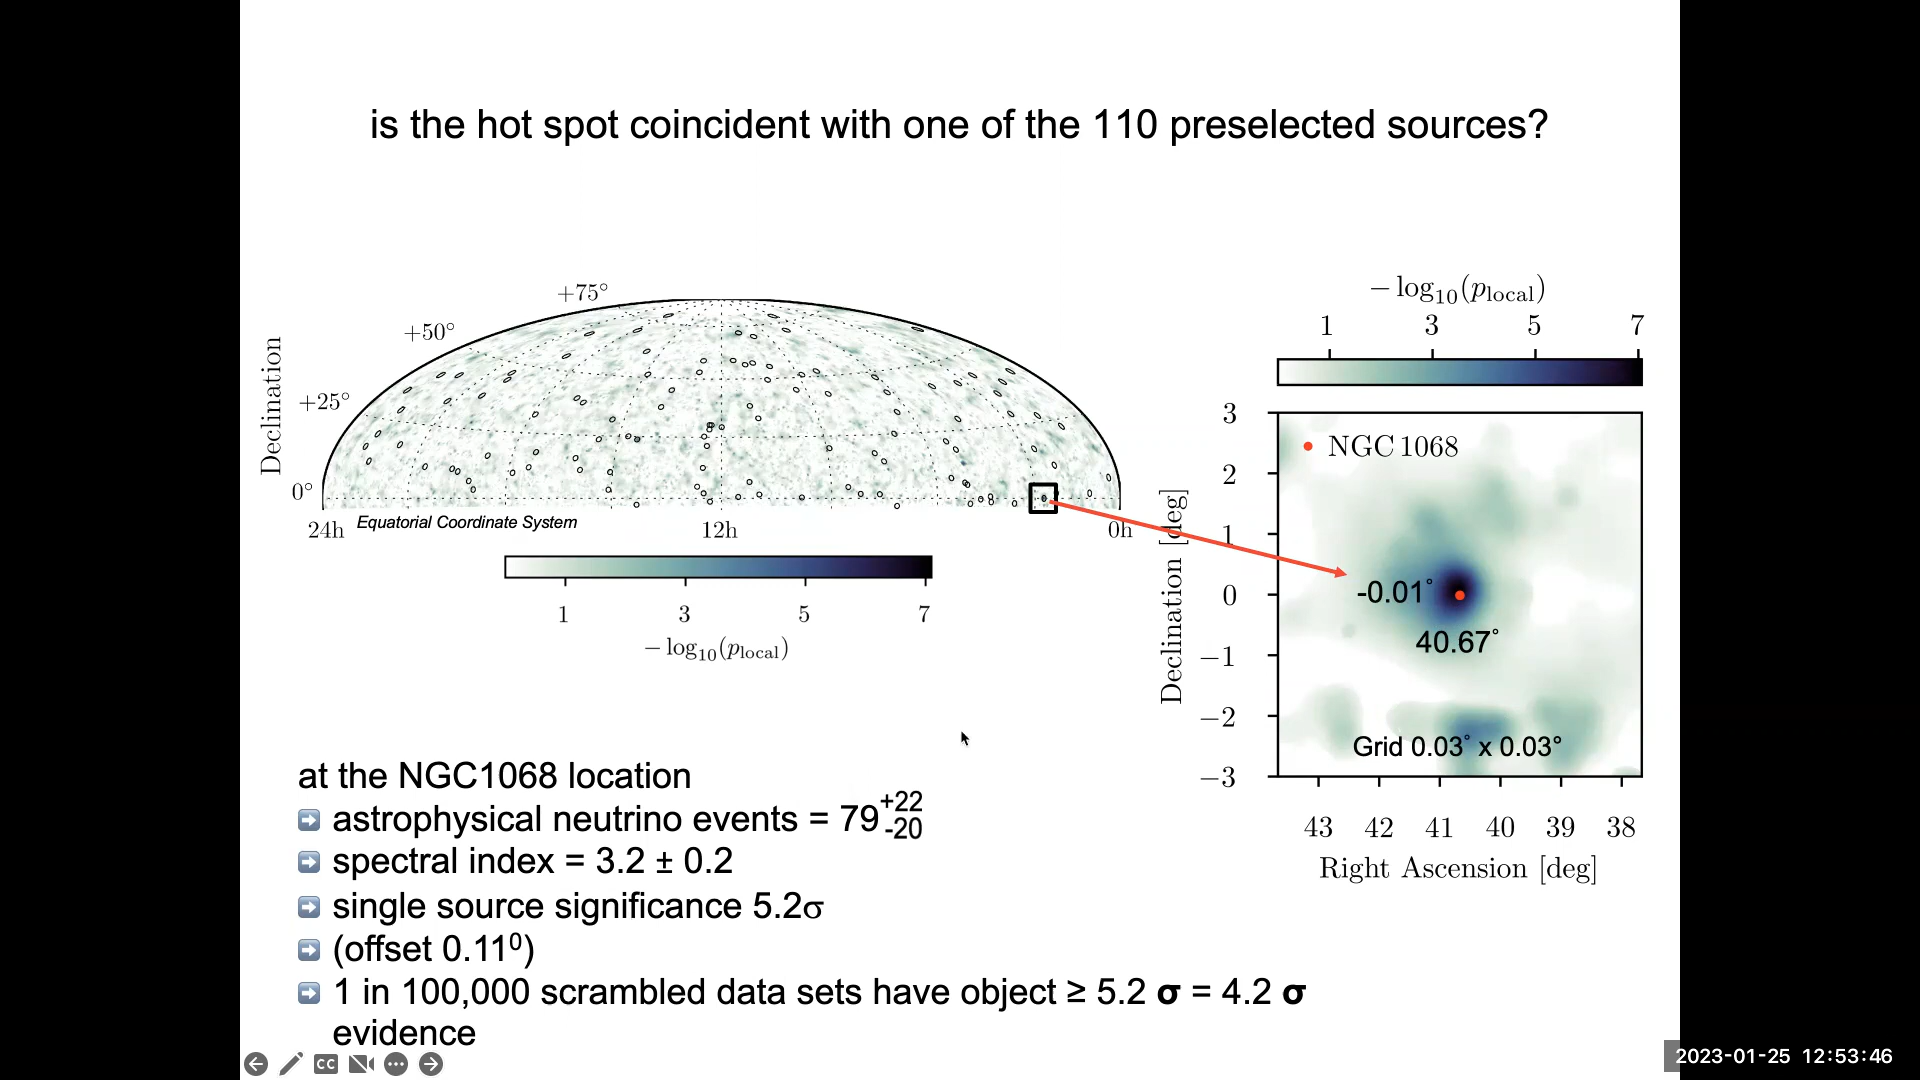 is the hot spot coincident with one of the 110 preselected sources?
+75°
+50°
+25°
0°
Declination
24h
Equatorial Coordinate System
12h
0h
1 3 5 7
− log₁₀(p_local)
− log₁₀(p_local)
1 3 5 7
3
2
1
0
−1
−2
−3
Declination [deg]
NGC 1068
-0.01°
40.67°
Grid 0.03° x 0.03°
43 42 41 40 39 38
Right Ascension [deg]
at the NGC1068 location
➡ astrophysical neutrino events = 79 +22 -20
➡ spectral index = 3.2 ± 0.2
➡ single source significance 5.2σ
➡ (offset 0.11⁰)
➡ 1 in 100,000 scrambled data sets have object ≥ 5.2 σ = 4.2 σ
evidence
CC
2023-01-25 12:53:46